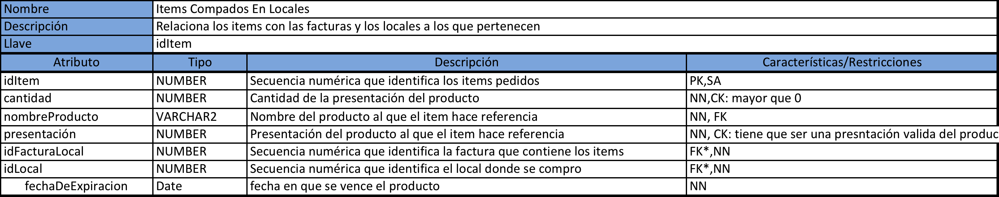 Nombre Items Compados En Locales
Descripción Relaciona los items con las facturas y los locales a los que pertenecen
Llave idItem
Atributo Tipo Descripción Características/Restricciones
idItem NUMBER Secuencia numérica que identifica los items pedidos PK,SA
cantidad NUMBER Cantidad de la presentación del producto NN,CK: mayor que 0
nombreProducto VARCHAR2 Nombre del producto al que el item hace referencia NN, FK
presentación NUMBER Presentación del producto al que el item hace referencia NN, CK: tiene que ser una presntación valida del produc
idFacturaLocal NUMBER Secuencia numérica que identifica la factura que contiene los items FK*,NN
idLocal NUMBER Secuencia numérica que identifica el local donde se compro FK*,NN
fechaDeExpiracion Date fecha en que se vence el producto NN